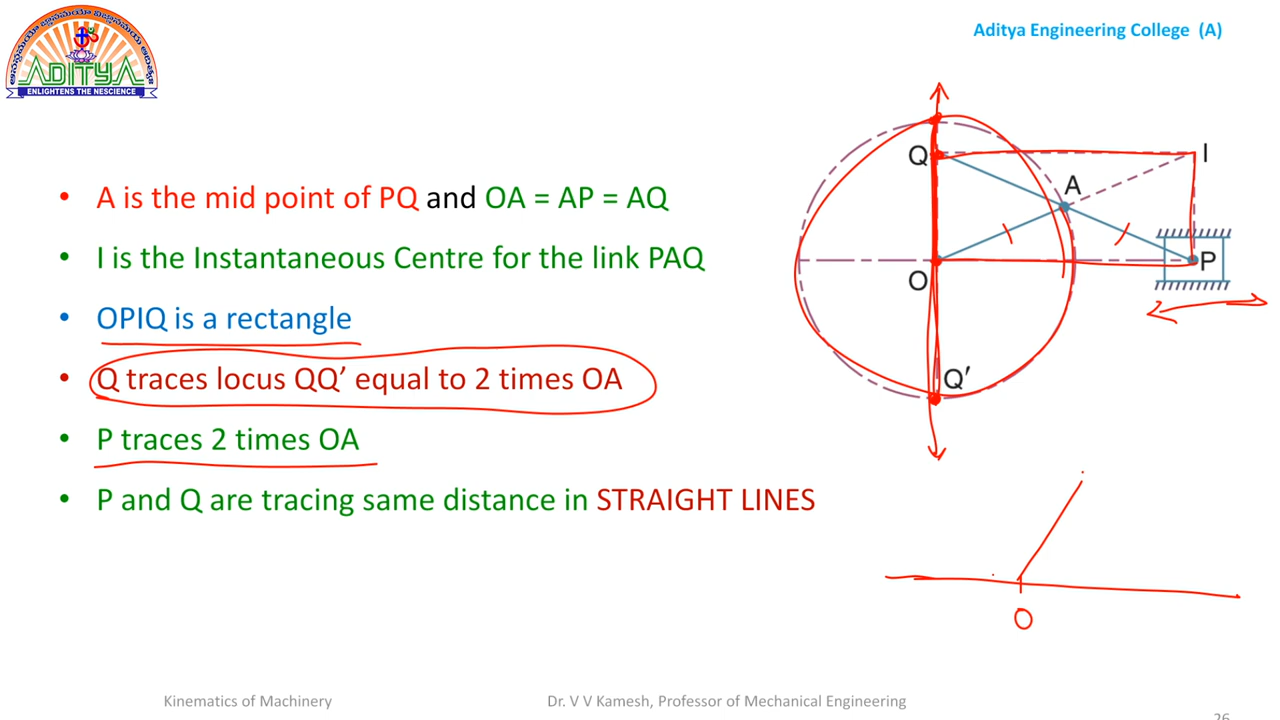 Aditya Engineering College (A)
ADITYA
ENLIGHTENS THE NESCIENCE
• A is the mid point of PQ and OA = AP = AQ
• I is the Instantaneous Centre for the link PAQ
• OPIQ is a rectangle
• Q traces locus QQ’ equal to 2 times OA
• P traces 2 times OA
• P and Q are tracing same distance in STRAIGHT LINES
Q
I
A
P
O
Q′
O
Kinematics of Machinery
Dr. V V Kamesh, Professor of Mechanical Engineering
26